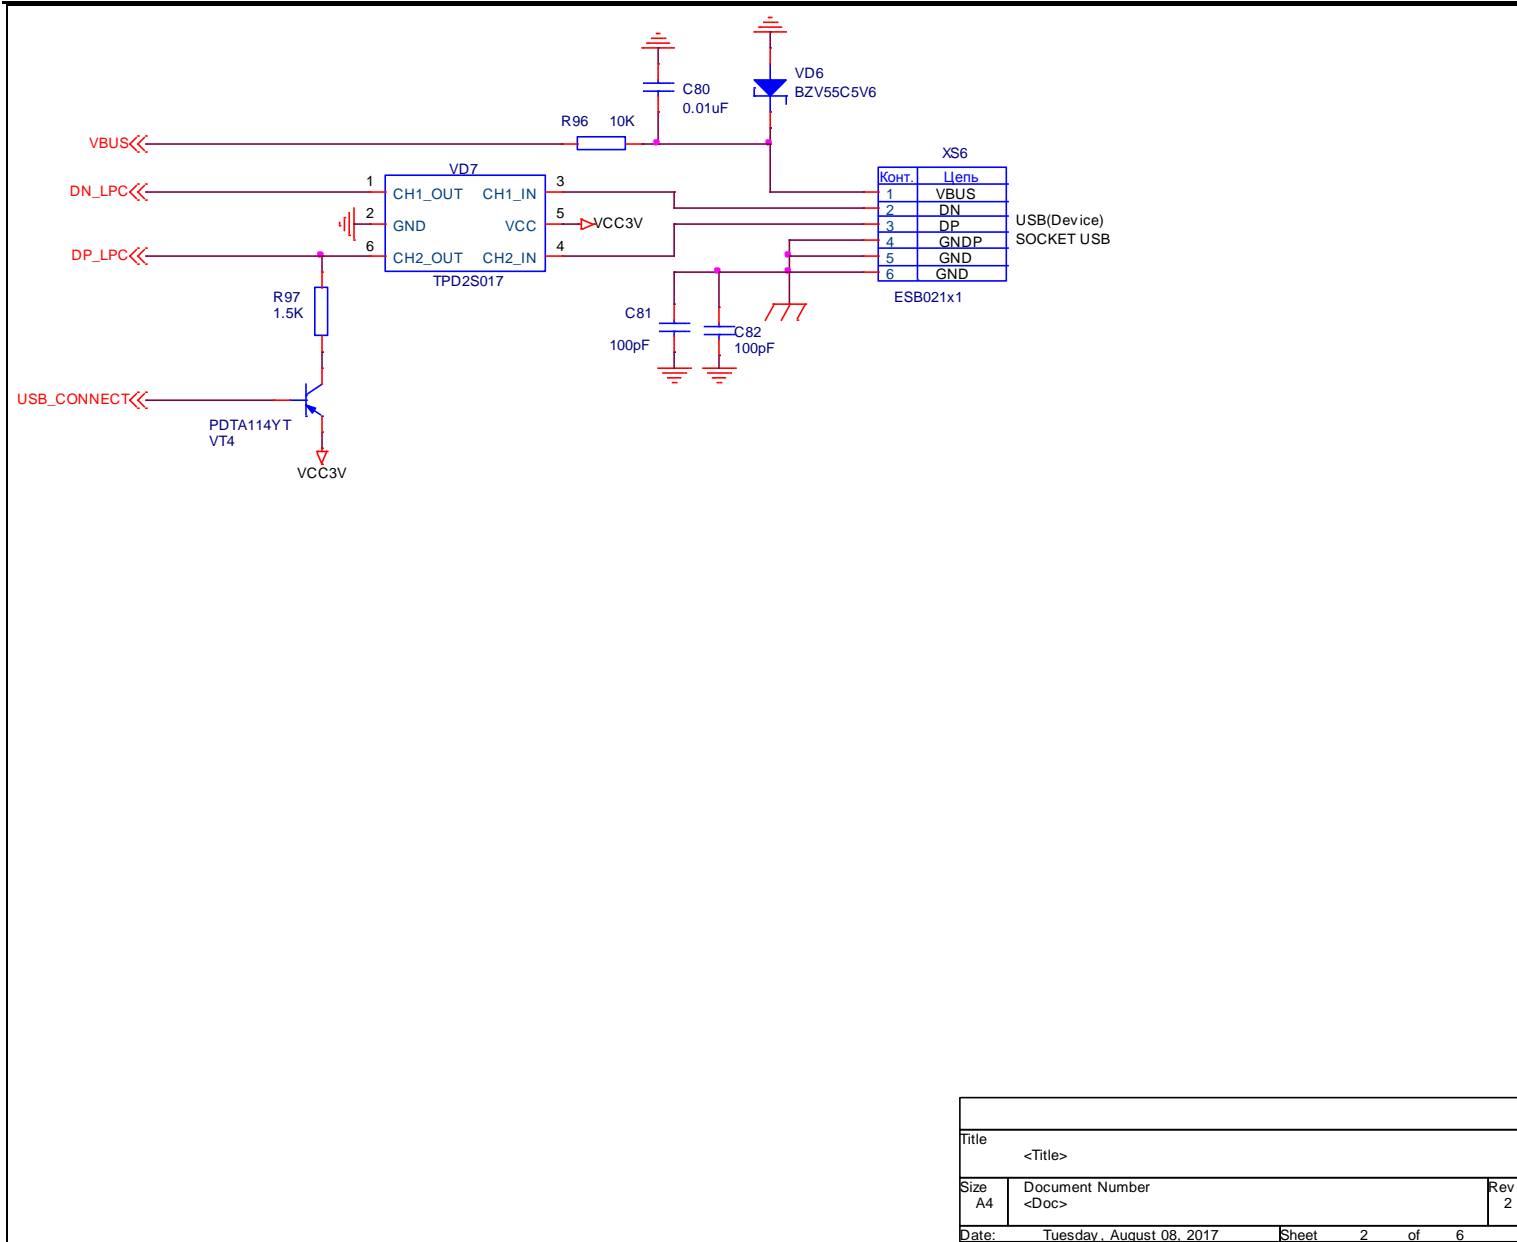 VD6
BZV55C5V6
C80
0.01uF
R96 10K
VBUS
XS6
VD7
Конт. Цепь
1 VBUS
2 DN
3 DP
4 GNDP
5 GND
6 GND
USB(Device)
SOCKET USB
ESB021x1
DN_LPC
1 CH1_OUT CH1_IN 3
2 GND VCC 5 VCC3V
DP_LPC
6 CH2_OUT CH2_IN 4
TPD2S017
R97
1.5K
C81
100pF
C82
100pF
USB_CONNECT
PDTA114YT
VT4
VCC3V
Title
<Title>
Size Document Number Rev
A4 <Doc> 2
Date: Tuesday, August 08, 2017 Sheet 2 of 6